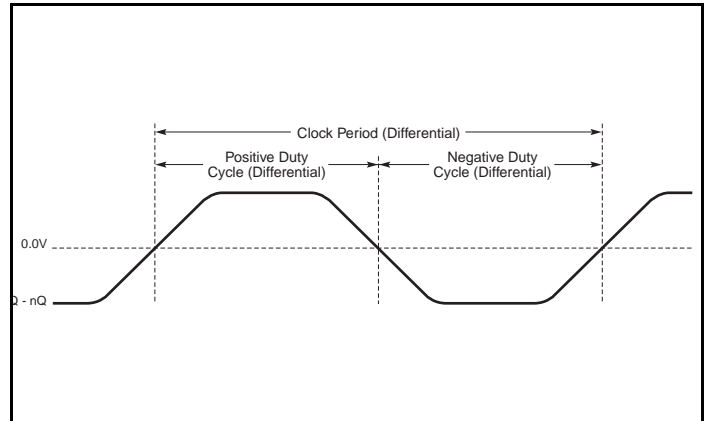 Clock Period (Differential)
Positive Duty
Cycle (Differential)
Negative Duty
Cycle (Differential)
0.0V
Q - nQ